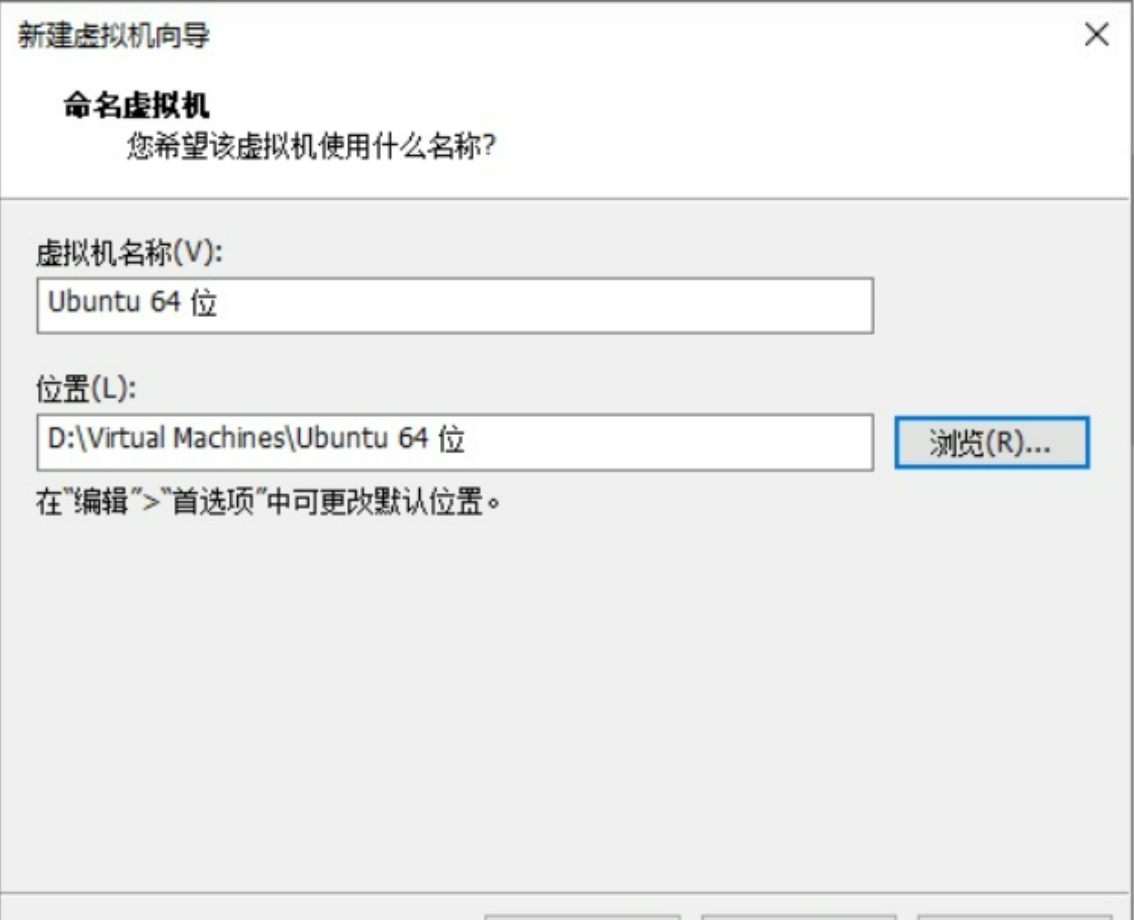 新建虚拟机向导
命名虚拟机
您希望该虚拟机使用什么名称?
虚拟机名称(V):
Ubuntu 64 位
位置(L):
D:\Virtual Machines\Ubuntu 64 位
浏览(R)...
在"编辑">"首选项"中可更改默认位置。